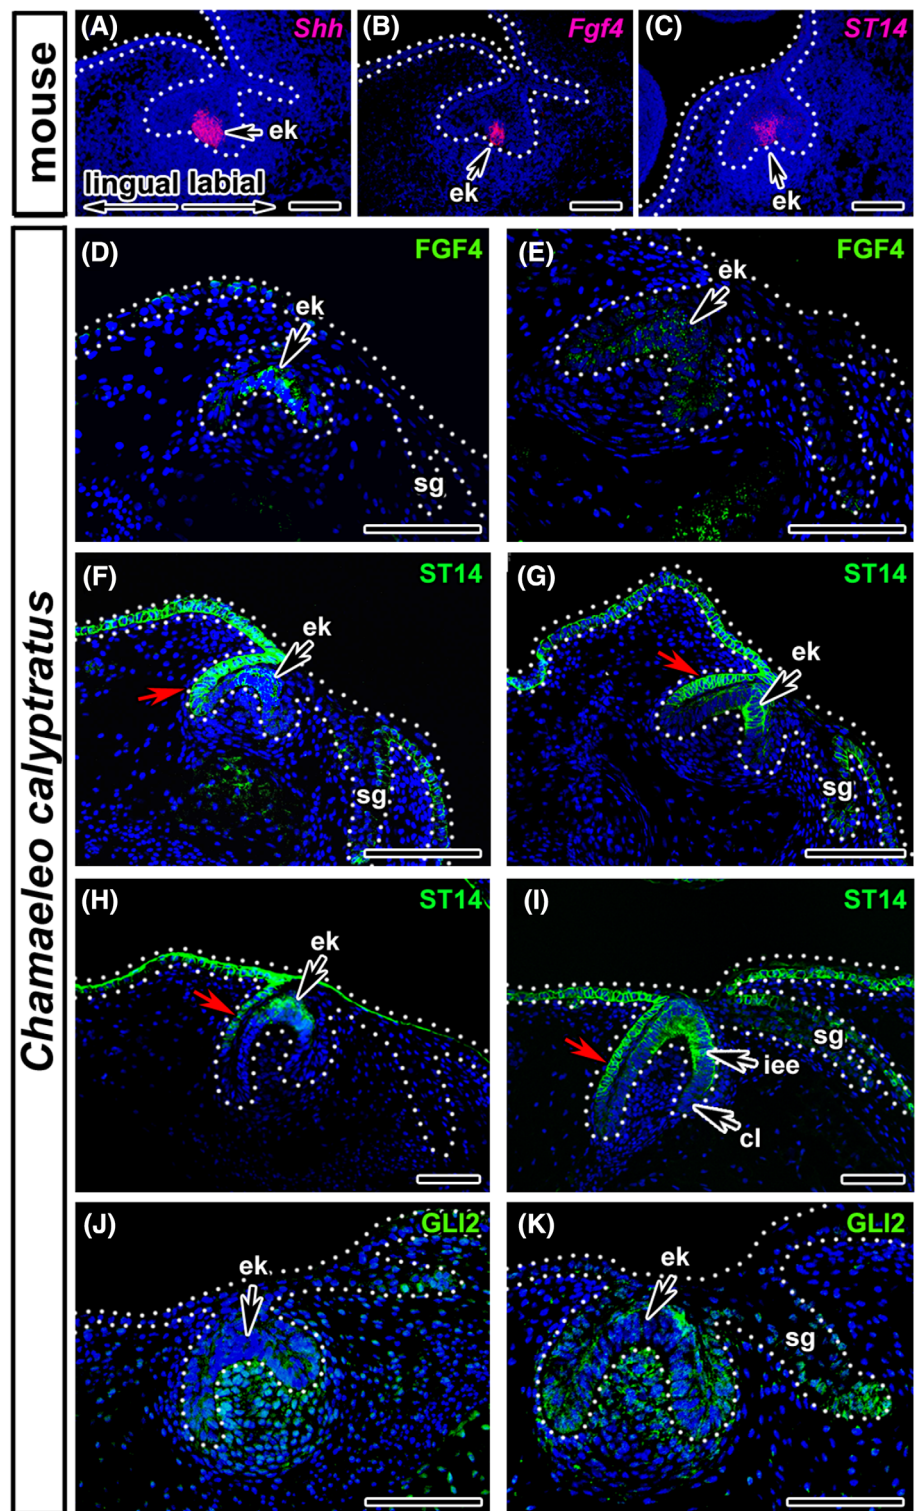 mouse
(A) Shh
ek
lingual labial
(B) Fgf4
ek
(C) ST14
ek
Chamaeleo calyptratus
(D) FGF4
ek
sg
(E) FGF4
ek
(F) ST14
ek
sg
(G) ST14
ek
sg
(H) ST14
ek
(I) ST14
sg
iee
cl
(J) GLI2
ek
(K) GLI2
ek
sg